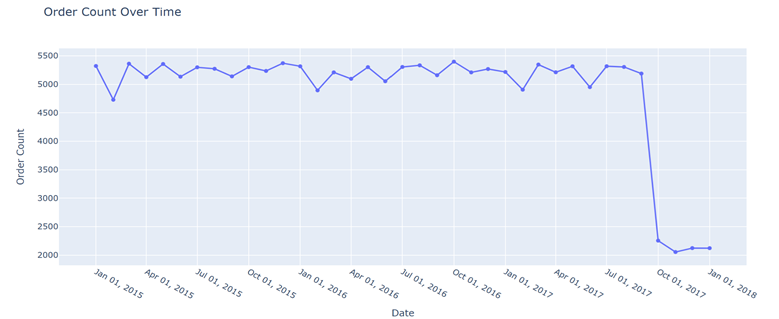 Order Count Over Time
Order Count
5500
5000
4500
4000
3500
3000
2500
2000
Jan 01, 2015
Apr 01, 2015
Jul 01, 2015
Oct 01, 2015
Jan 01, 2016
Apr 01, 2016
Jul 01, 2016
Oct 01, 2016
Jan 01, 2017
Apr 01, 2017
Jul 01, 2017
Oct 01, 2017
Jan 01, 2018
Date